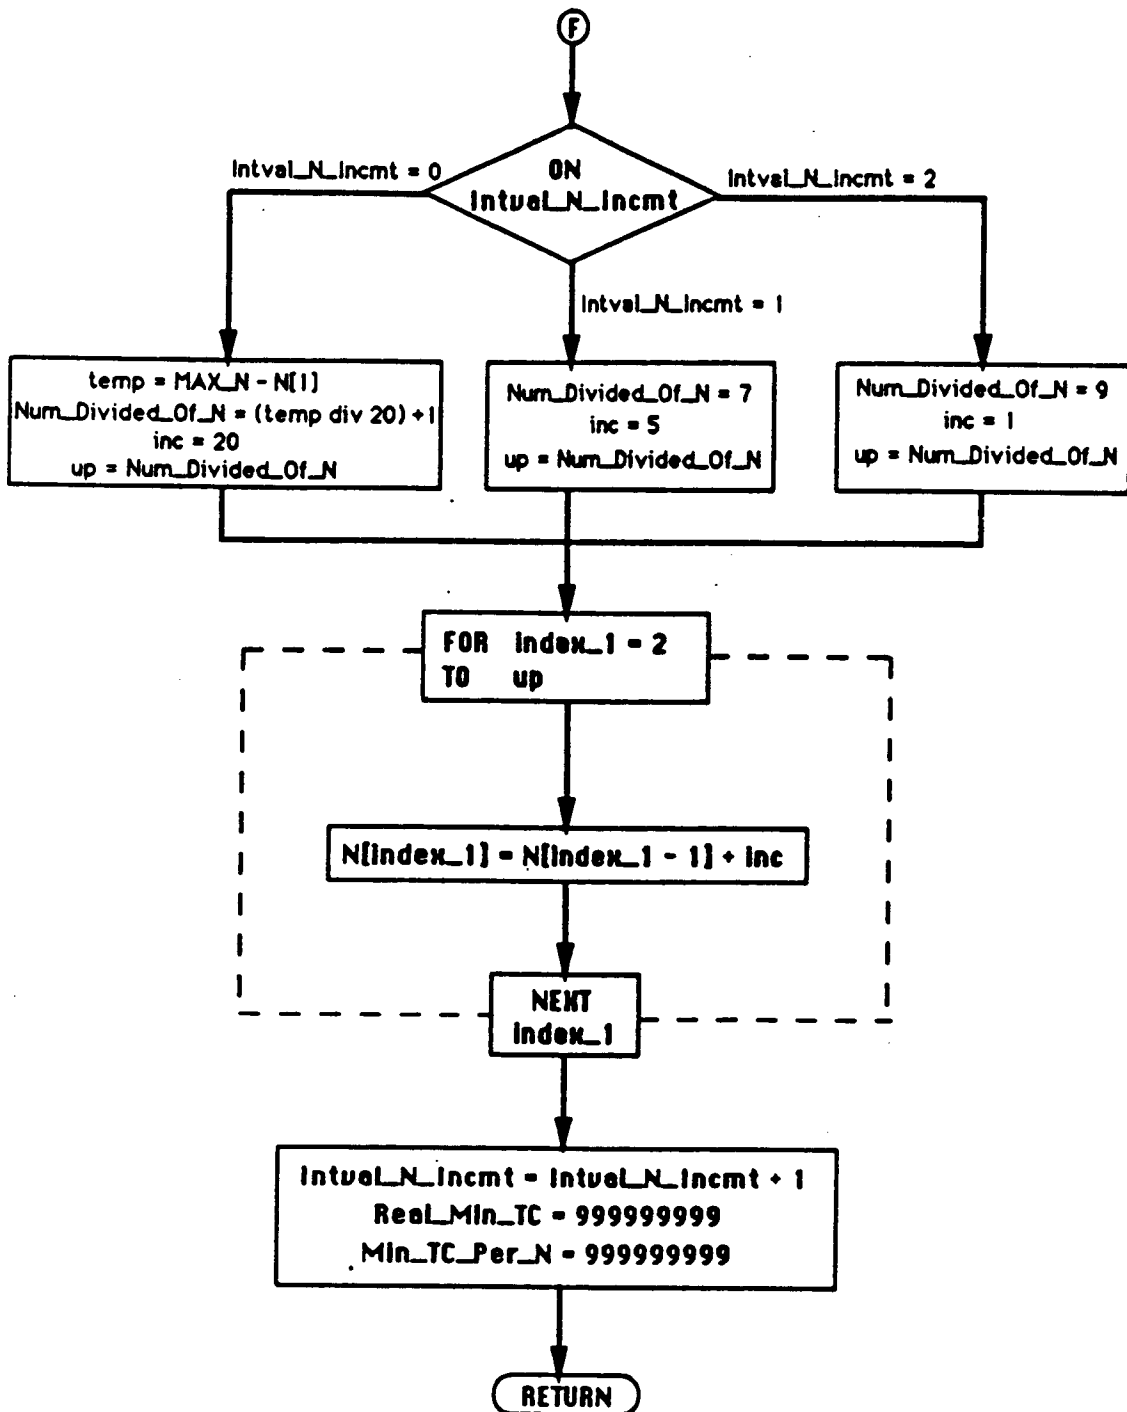 F
ON
Intval_N_Incmt
Intval_N_Incmt = 0
Intval_N_Incmt = 2
Intval_N_Incmt = 1
temp = MAX_N - N[1]
Num_Divided_Of_N = (temp div 20) +1
inc = 20
up = Num_Divided_Of_N
Num_Divided_Of_N = 7
inc = 5
up = Num_Divided_Of_N
Num_Divided_Of_N = 9
inc = 1
up = Num_Divided_Of_N
FOR index_1 = 2
TO up
N[index_1] = N[index_1 - 1] + inc
NEXT
index_1
Intval_N_Incmt = Intval_N_Incmt + 1
Real_Min_TC = 999999999
Min_TC_Per_N = 999999999
RETURN